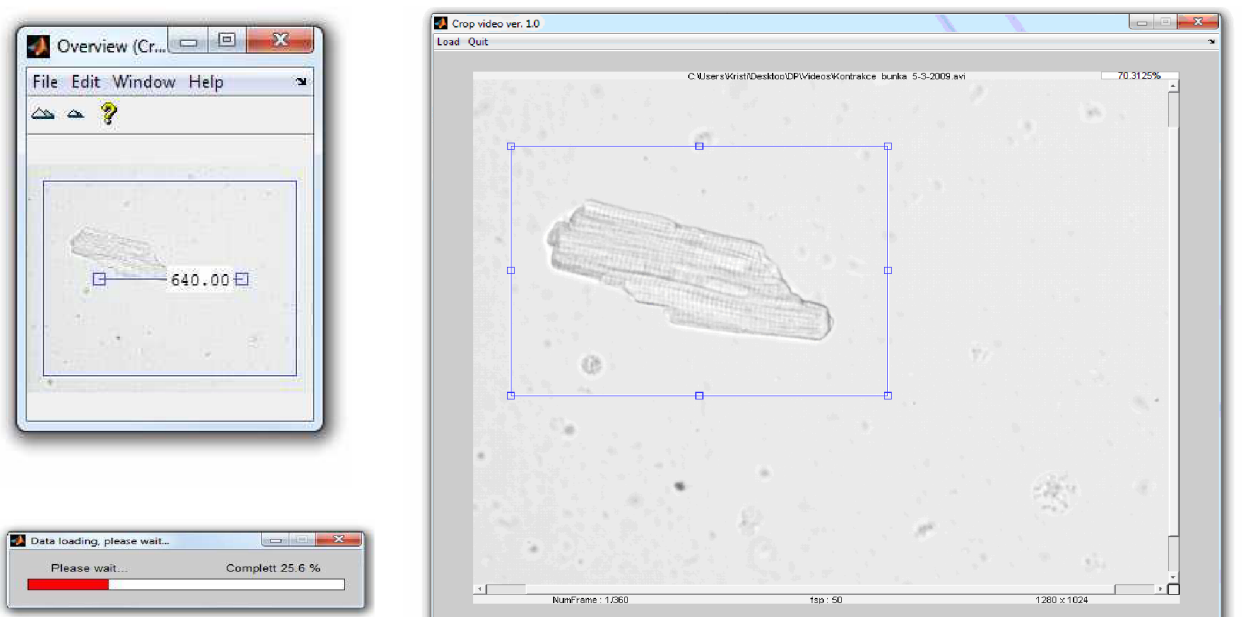 Overview (Cr...
File Edit Window Help
640.00
Data loading, please wait...
Please wait... Complett 25.6 %
Crop video ver. 1.0
Load Quit
C:\Users\Kristi\Desktop\DP\Videos\Kontrakce bunka 5-3-2009.avi 70.3125%
NumFrame : 1/360 fsp : 50 1280 x 1024